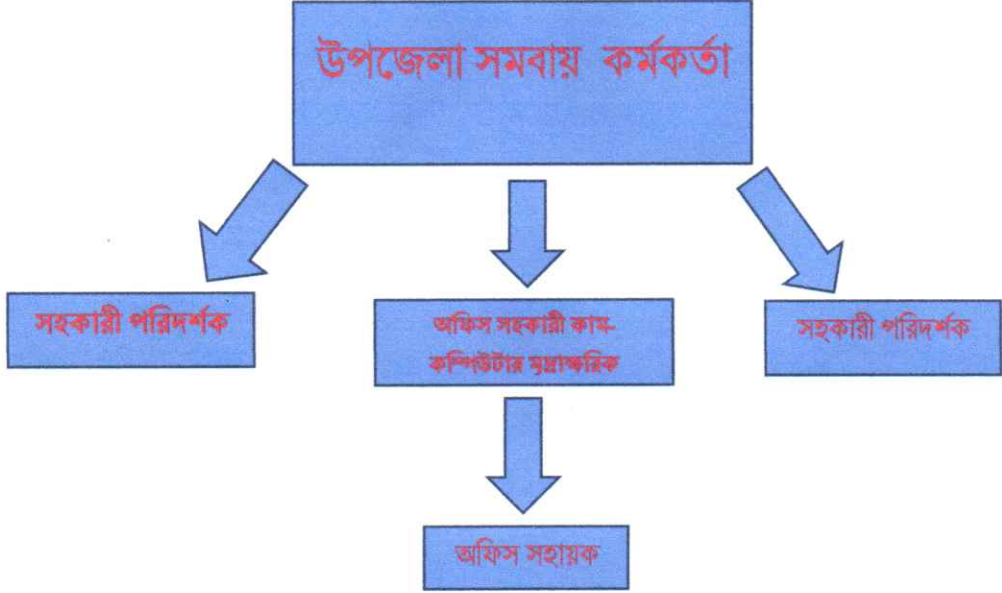 উপজেলা সমবায় কর্মকর্তা
সহকারী পরিদর্শক
অফিস সহকারী কাম-
কম্পিউটার মুদ্রাক্ষরিক
সহকারী পরিদর্শক
অফিস সহায়ক